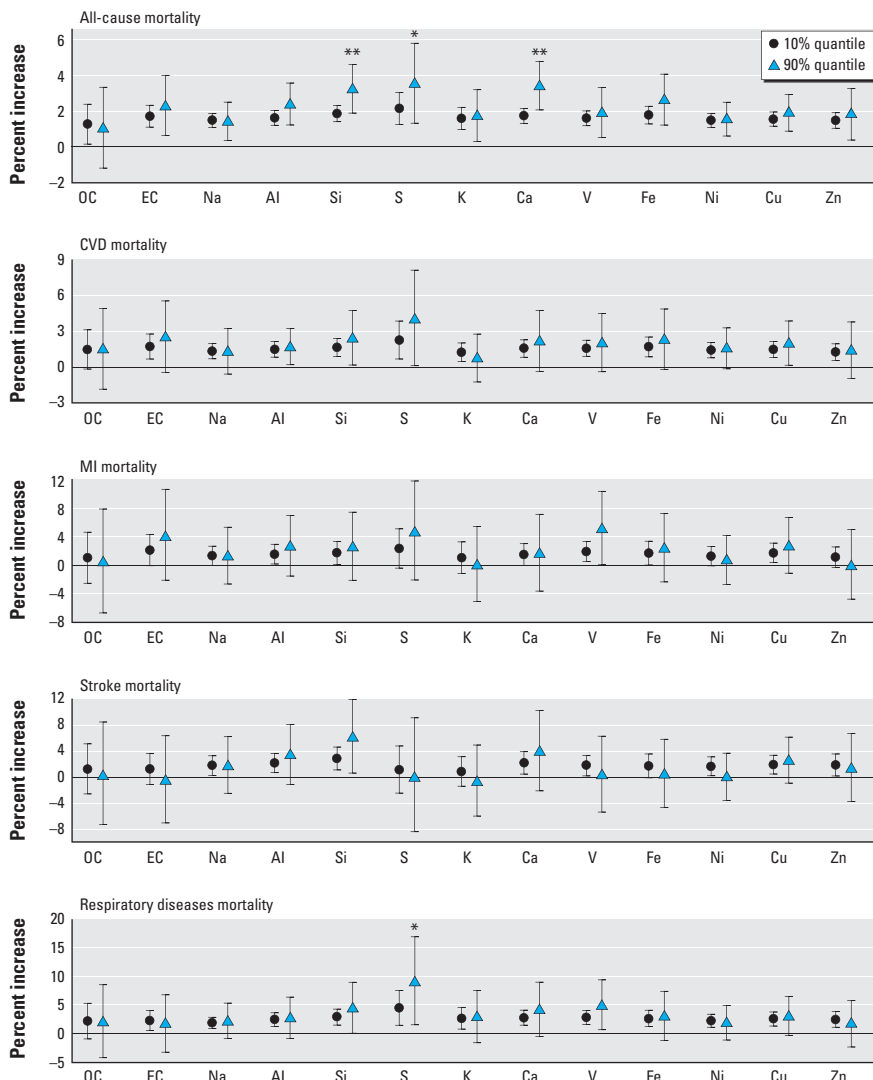 All-cause mortality
Percent increase
6
4
2
0
−2
** * **
10% quantile
90% quantile
OC EC Na Al Si S K Ca V Fe Ni Cu Zn
CVD mortality
Percent increase
9
6
3
0
−3
OC EC Na Al Si S K Ca V Fe Ni Cu Zn
MI mortality
Percent increase
12
8
4
0
−4
−8
OC EC Na Al Si S K Ca V Fe Ni Cu Zn
Stroke mortality
Percent increase
12
8
4
0
−4
−8
OC EC Na Al Si S K Ca V Fe Ni Cu Zn
Respiratory diseases mortality
Percent increase
20
15
10
5
0
−5
*
OC EC Na Al Si S K Ca V Fe Ni Cu Zn